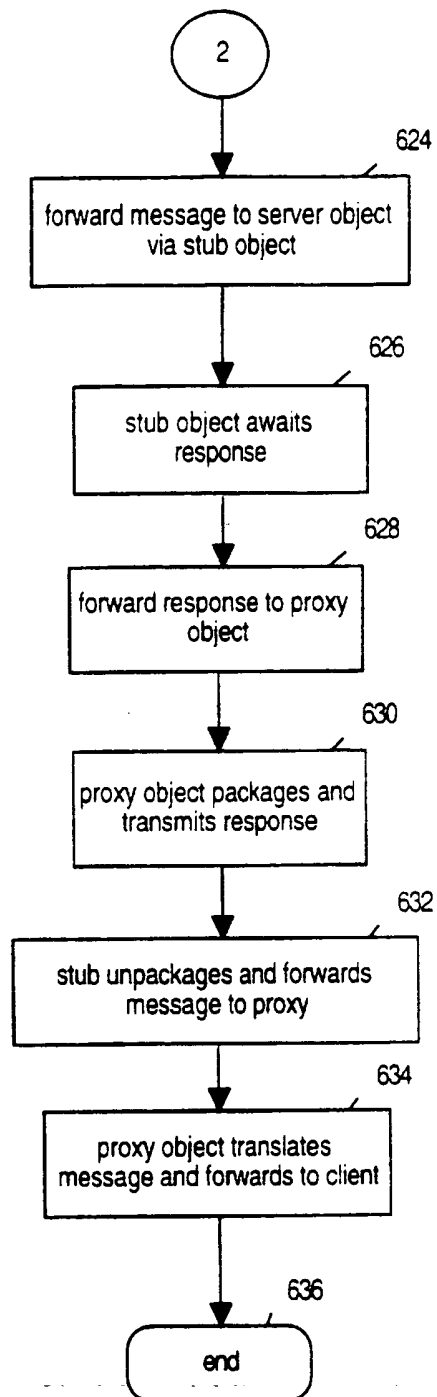 2
624
forward message to server object
via stub object
626
stub object awaits
response
628
forward response to proxy
object
630
proxy object packages and
transmits response
632
stub unpackages and forwards
message to proxy
634
proxy object translates
message and forwards to client
636
end